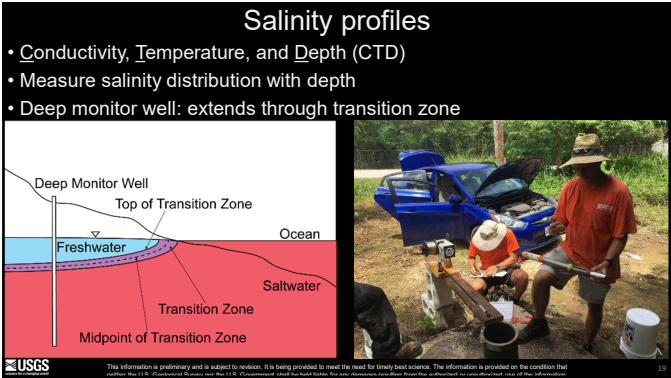 Salinity profiles
• Conductivity, Temperature, and Depth (CTD)
• Measure salinity distribution with depth
• Deep monitor well: extends through transition zone
Deep Monitor Well
Top of Transition Zone
Ocean
Freshwater
Saltwater
Transition Zone
Midpoint of Transition Zone
USGS
science for a changing world
This information is preliminary and is subject to revision. It is being provided to meet the need for timely best science. The information is provided on the condition that
neither the U.S. Geological Survey nor the U.S. Government shall be held liable for any damages resulting from the authorized or unauthorized use of the information.
19